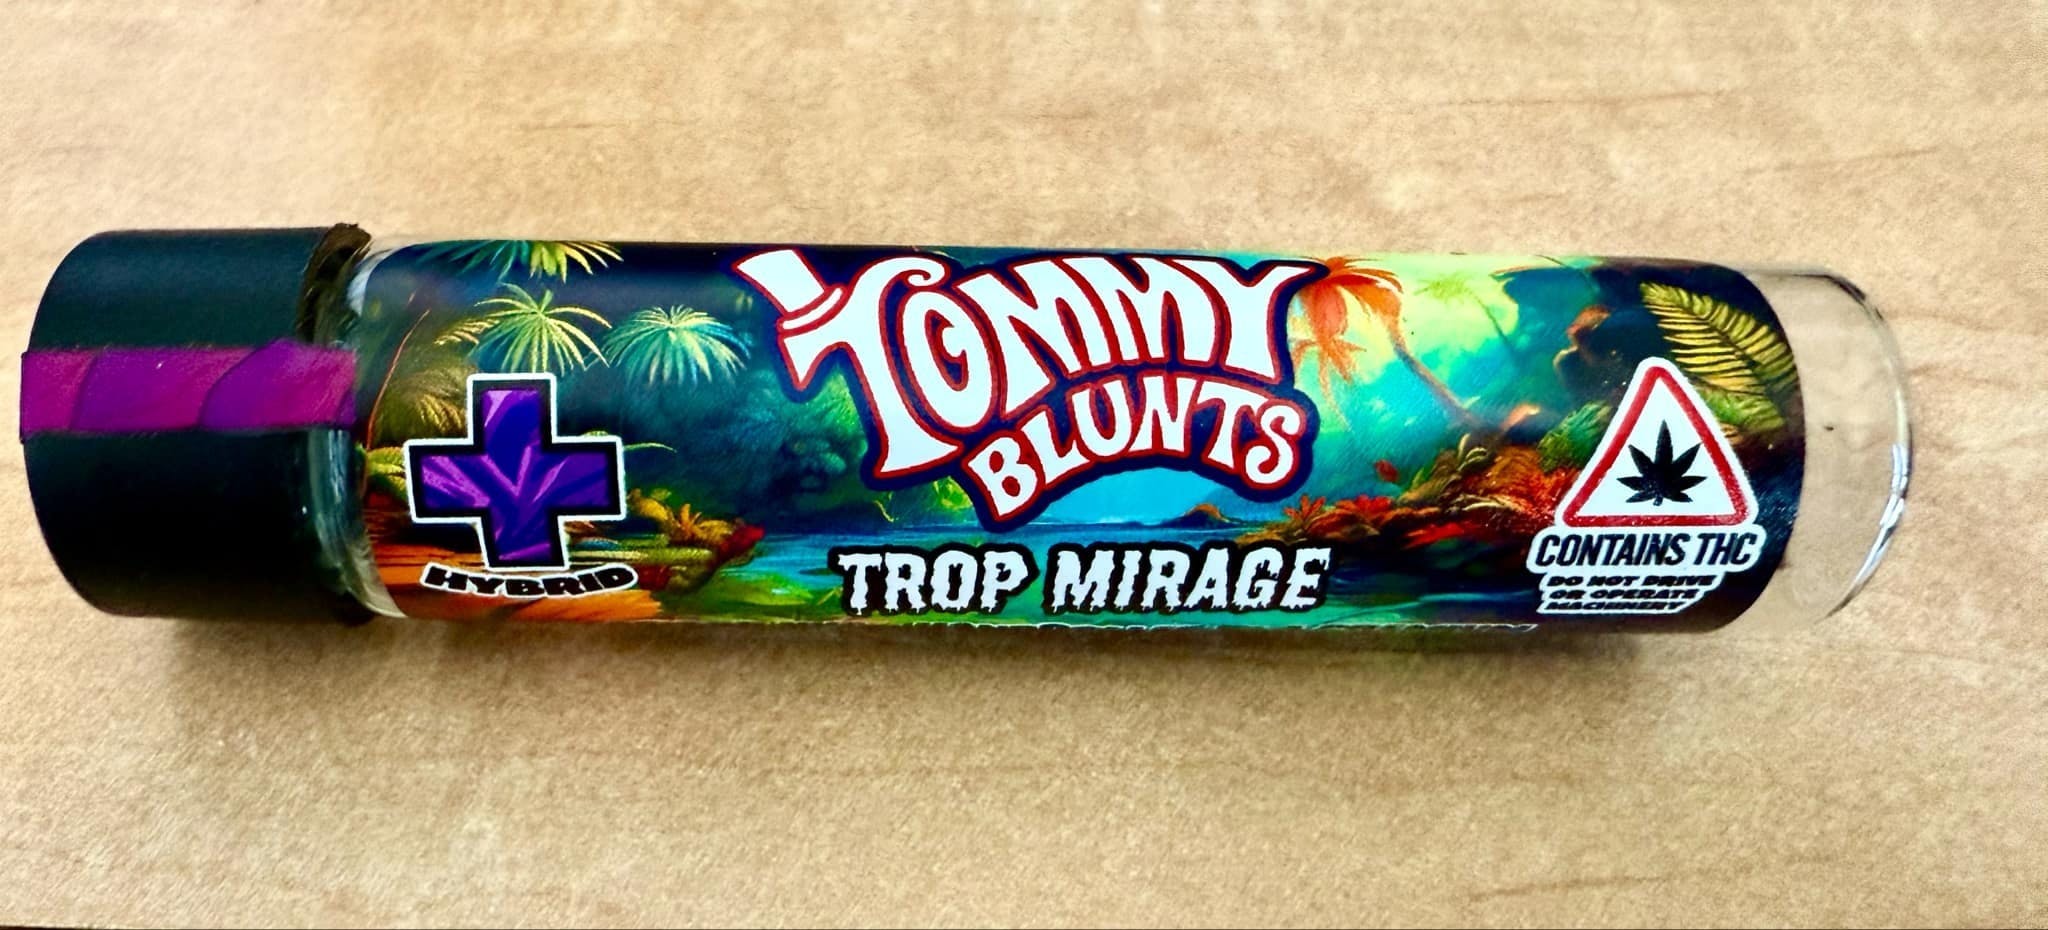 TOMMY
BLUNTS
TROP MIRAGE
HYBRID
CONTAINS THC
DO NOT DRIVE
OR OPERATE
MACHINERY